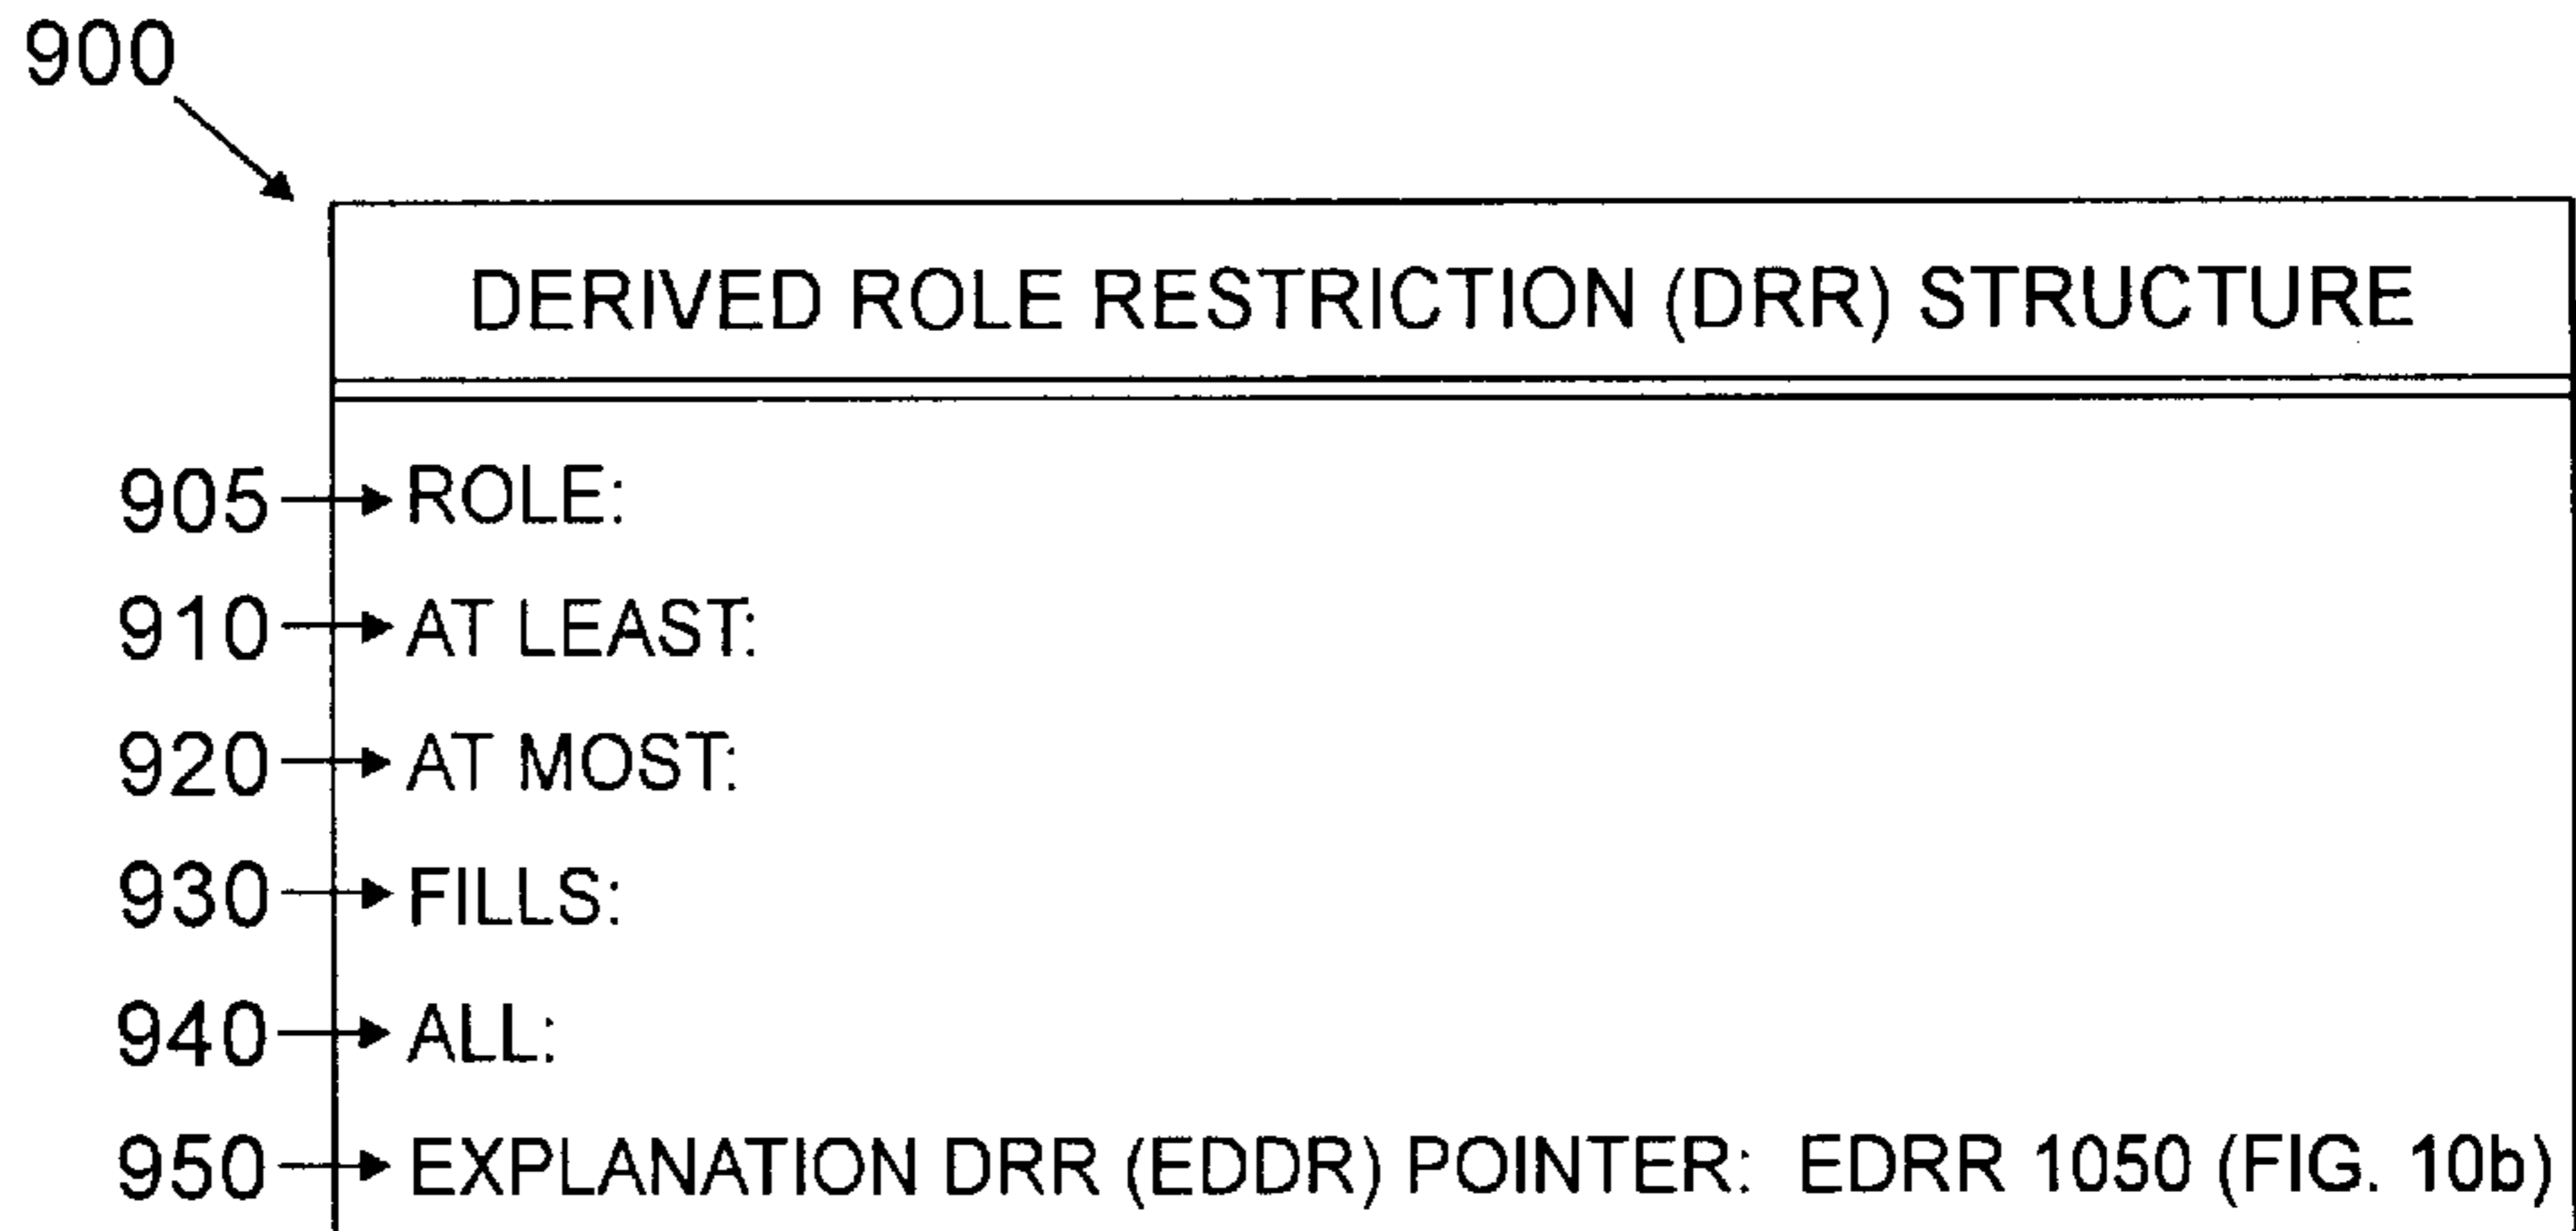 900
DERIVED ROLE RESTRICTION (DRR) STRUCTURE
905 ROLE:
910 AT LEAST:
920 AT MOST:
930 FILLS:
940 ALL:
950 EXPLANATION DRR (EDDR) POINTER: EDRR 1050 (FIG. 10b)